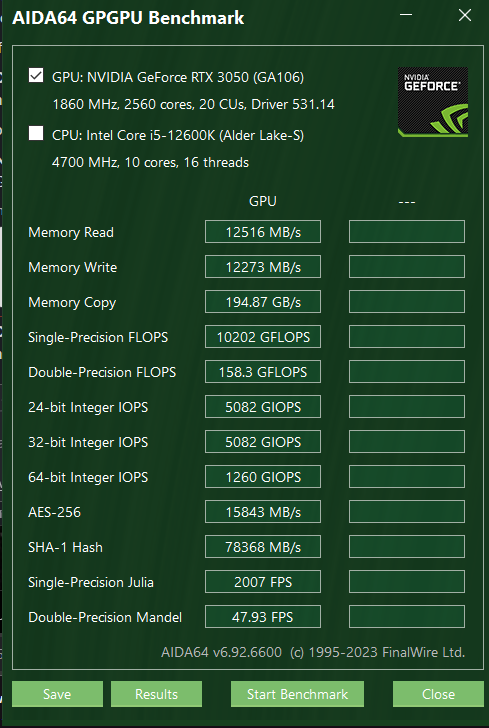 AIDA64 GPGPU Benchmark
GPU: NVIDIA GeForce RTX 3050 (GA106)
1860 MHz, 2560 cores, 20 CUs, Driver 531.14
NVIDIA
GEFORCE
CPU: Intel Core i5-12600K (Alder Lake-S)
4700 MHz, 10 cores, 16 threads
GPU ---
Memory Read 12516 MB/s
Memory Write 12273 MB/s
Memory Copy 194.87 GB/s
Single-Precision FLOPS 10202 GFLOPS
Double-Precision FLOPS 158.3 GFLOPS
24-bit Integer IOPS 5082 GIOPS
32-bit Integer IOPS 5082 GIOPS
64-bit Integer IOPS 1260 GIOPS
AES-256 15843 MB/s
SHA-1 Hash 78368 MB/s
Single-Precision Julia 2007 FPS
Double-Precision Mandel 47.93 FPS
AIDA64 v6.92.6600 (c) 1995-2023 FinalWire Ltd.
Save Results Start Benchmark Close